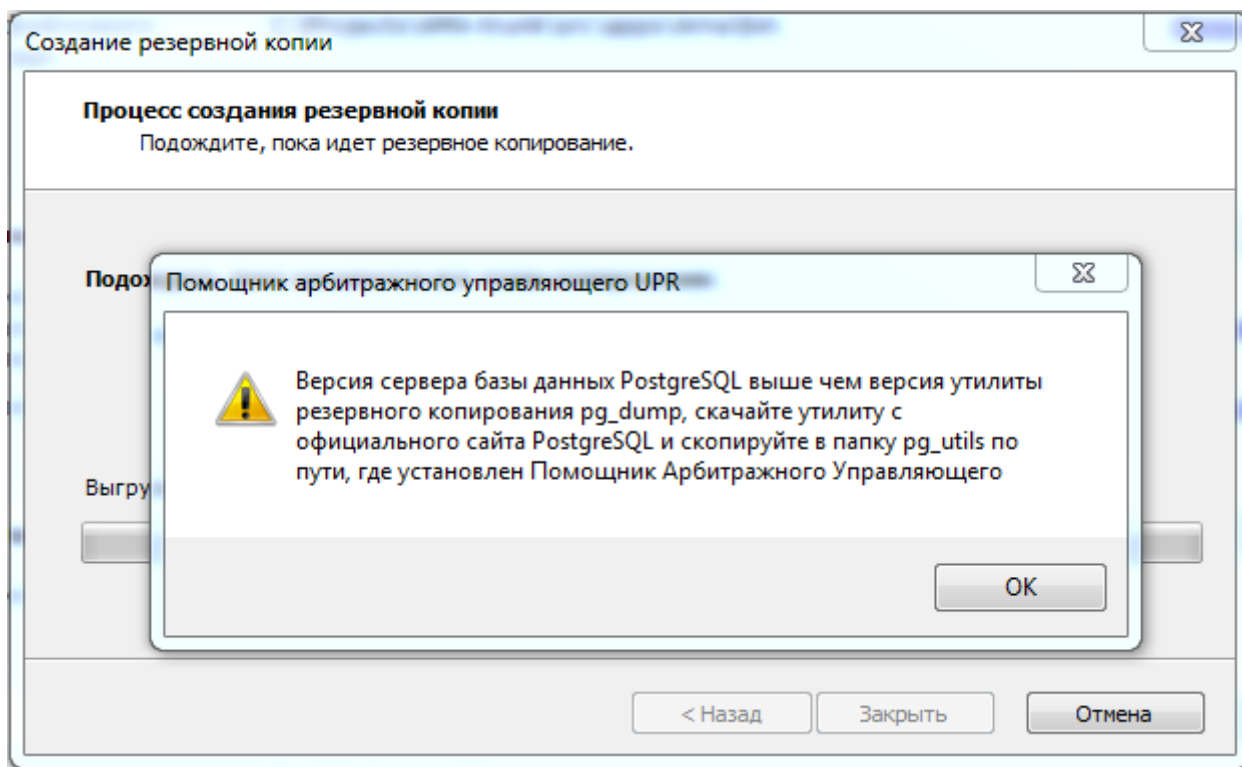 Создание резервной копии
Процесс создания резервной копии
Подождите, пока идет резервное копирование.
Помощник арбитражного управляющего UPR
Версия сервера базы данных PostgreSQL выше чем версия утилиты
резервного копирования pg_dump, скачайте утилиту с
официального сайта PostgreSQL и скопируйте в папку pg_utils по
пути, где установлен Помощник Арбитражного Управляющего
OK
< Назад
Закрыть
Отмена